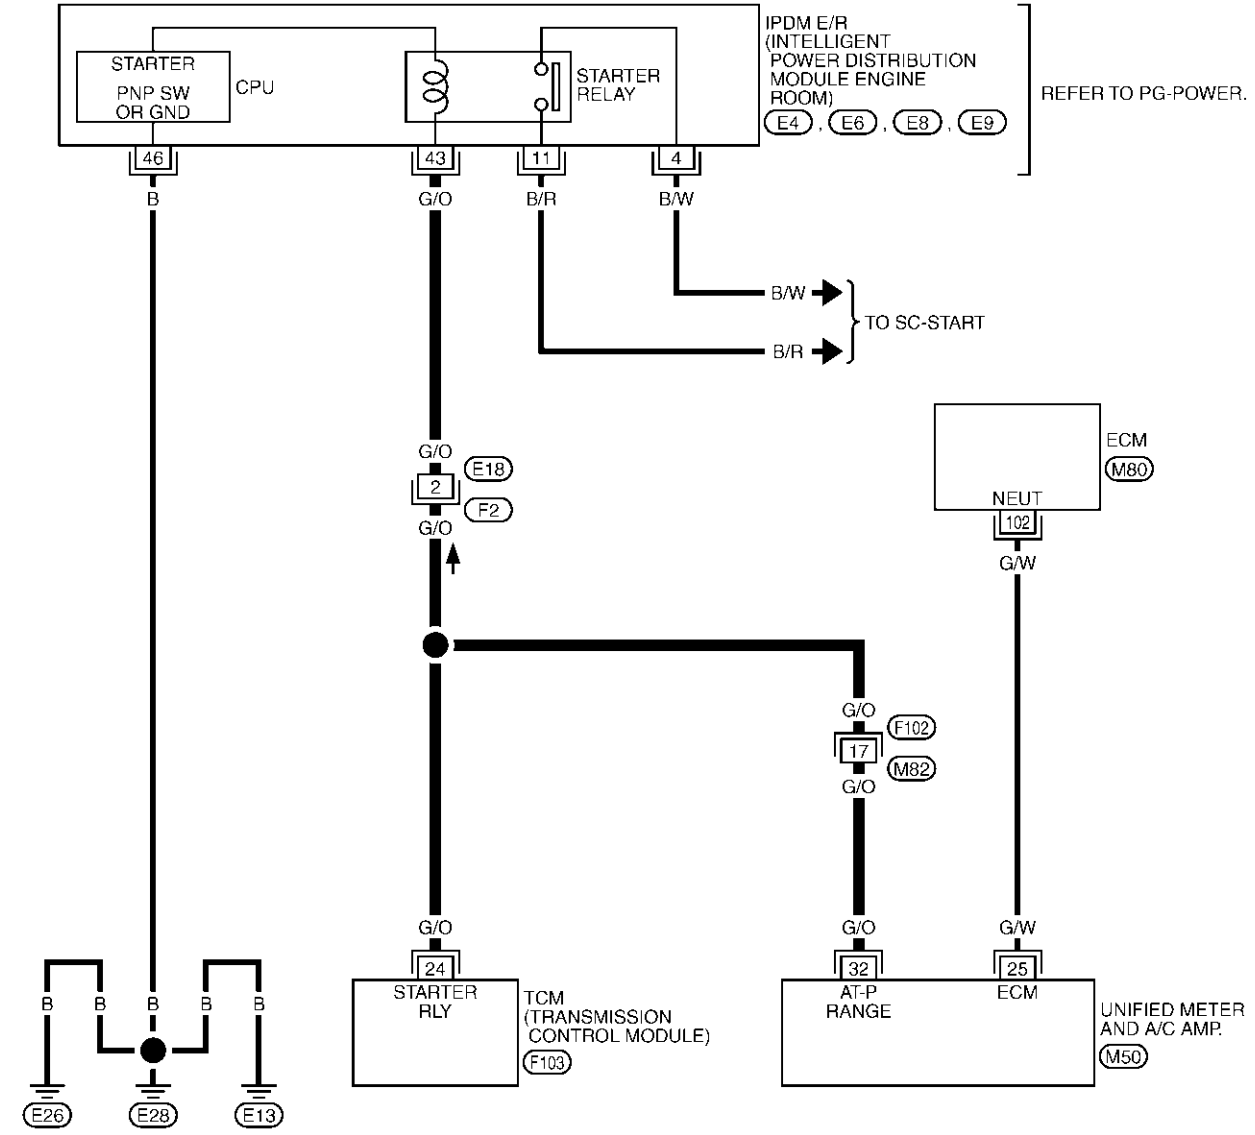 IPDM E/R
(INTELLIGENT
POWER DISTRIBUTION
MODULE ENGINE
ROOM)
E4 , E6 , E8 , E9
REFER TO PG-POWER.
STARTER
PNP SW
OR GND
CPU
STARTER
RELAY
46
43
11
4
B
G/O
B/R
B/W
B/W
TO SC-START
B/R
G/O
E18
2
F2
G/O
ECM
M80
NEUT
102
G/W
G/O
F102
17
M82
G/O
G/O
G/O
G/W
24
32
25
STARTER
RLY
TCM
(TRANSMISSION
CONTROL MODULE)
F103
AT-P
RANGE
ECM
UNIFIED METER
AND A/C AMP.
M50
B
B
B
B
B
E26
E28
E13